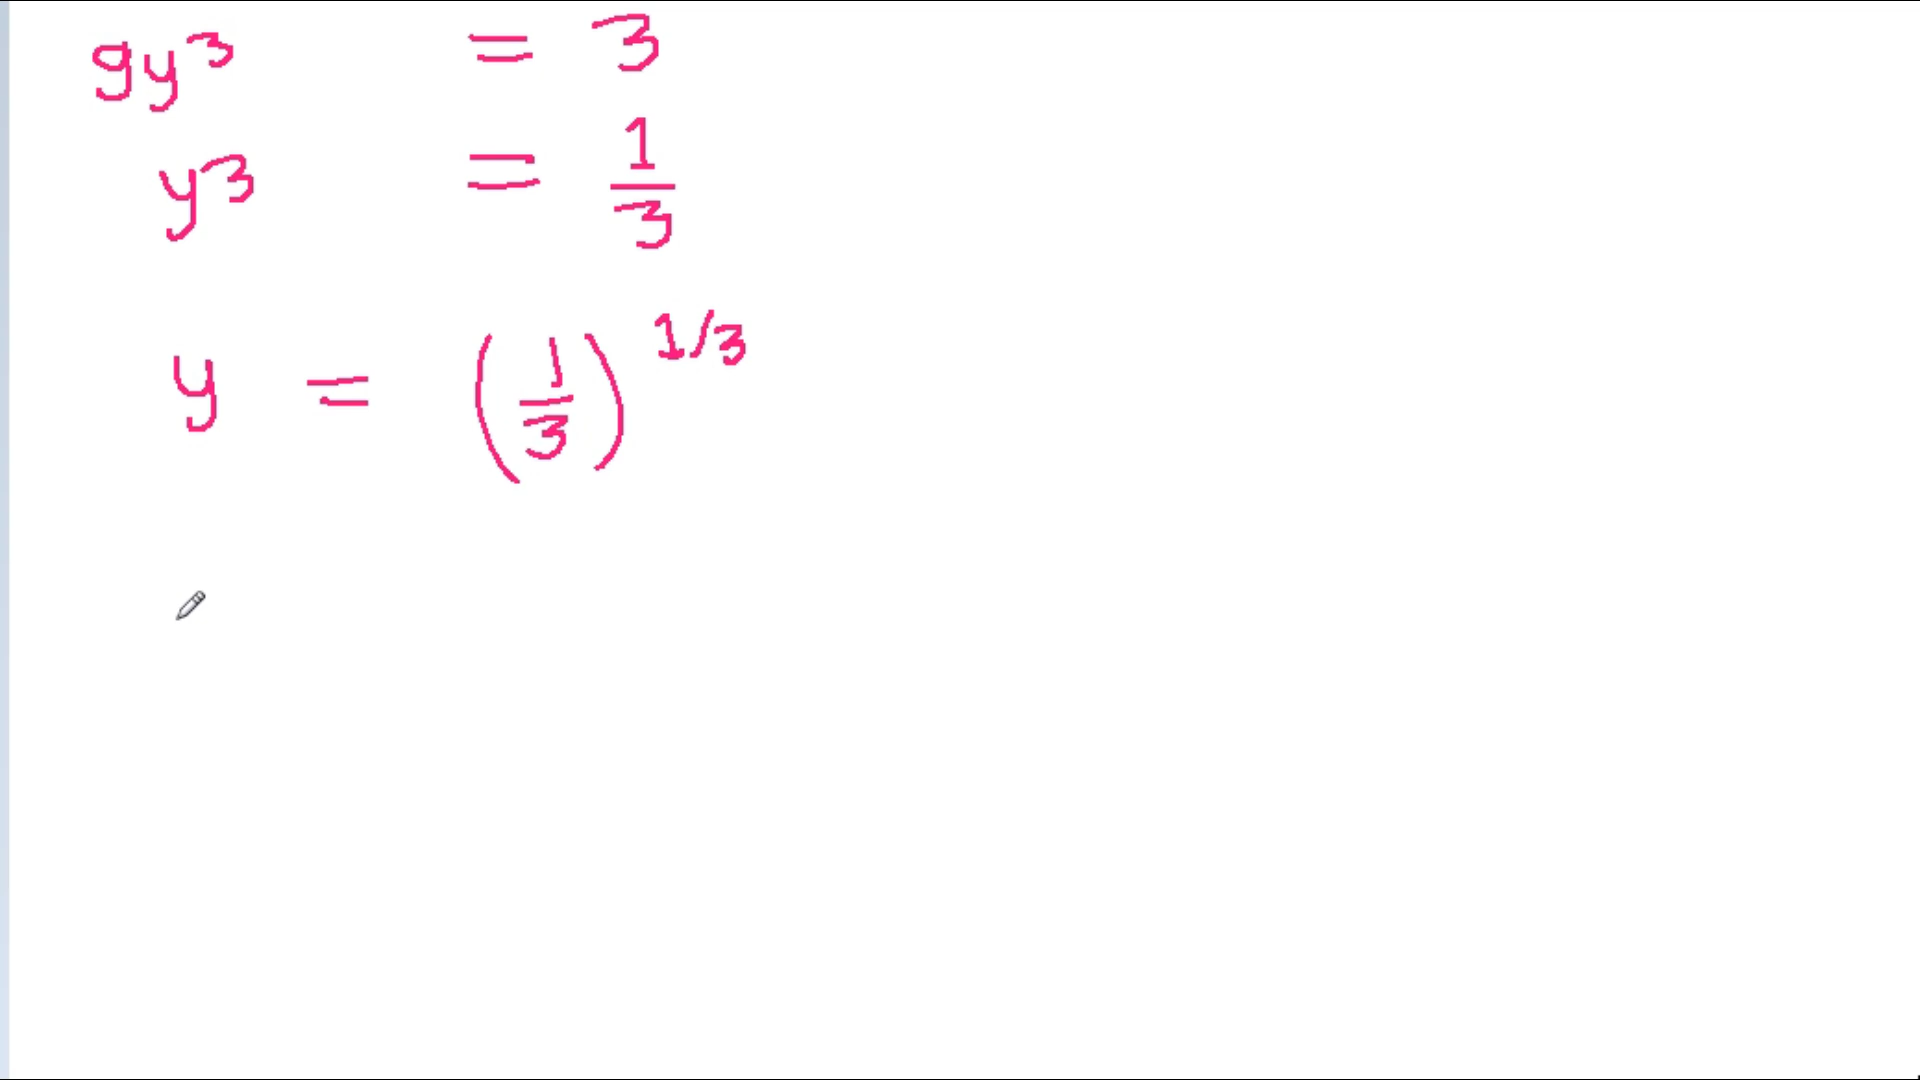 9y³ = 3
y³ = 1/3
y = (1/3)^1/3